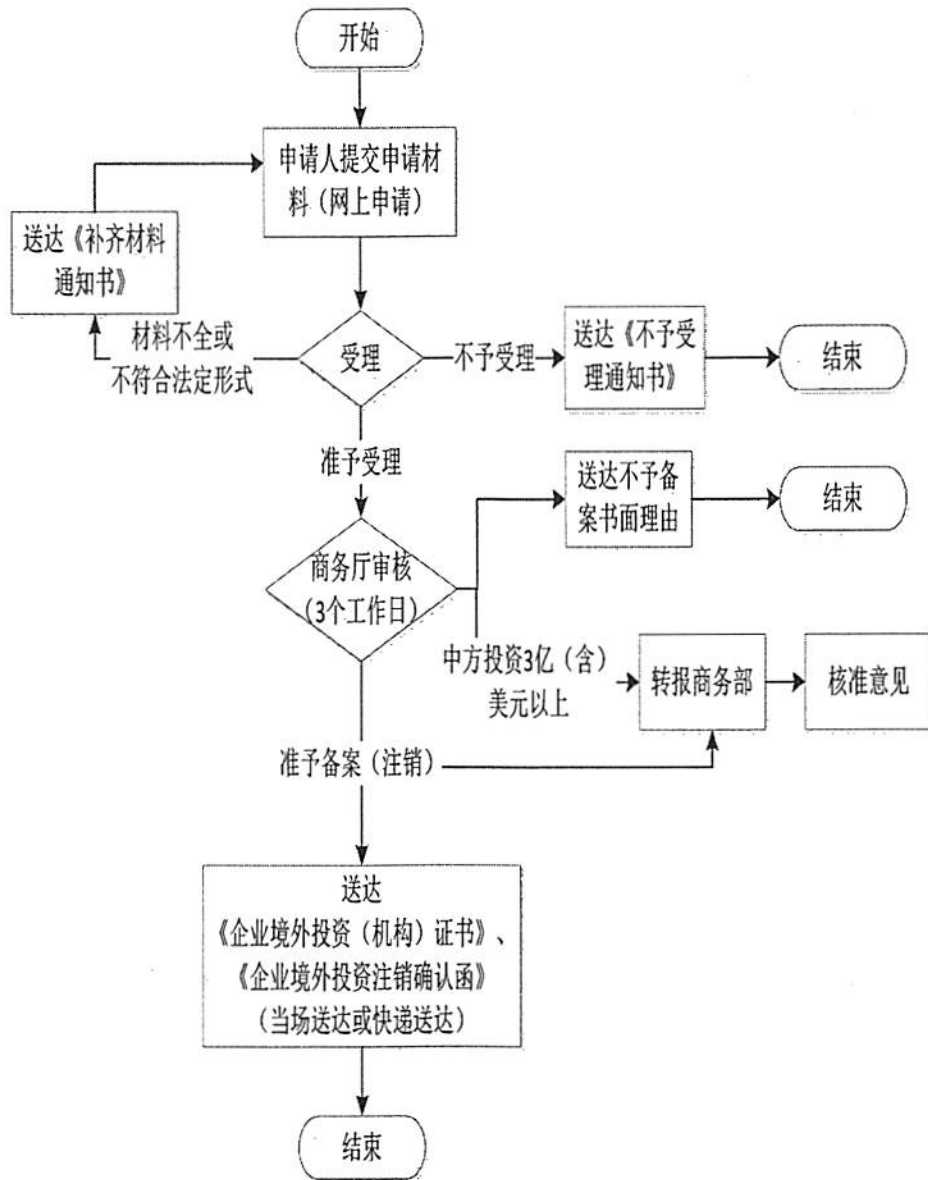 开始
申请人提交申请材
料（网上申请）
送达《补齐材料
通知书》
材料不全或
不符合法定形式
受理
不予受理
送达《不予受
理通知书》
结束
准予受理
送达不予备
案书面理由
结束
商务厅审核
（3个工作日）
中方投资3亿（含）
美元以上
转报商务部
核准意见
准予备案（注销）
送达
《企业境外投资（机构）证书》、
《企业境外投资注销确认函》
（当场送达或快递送达）
结束